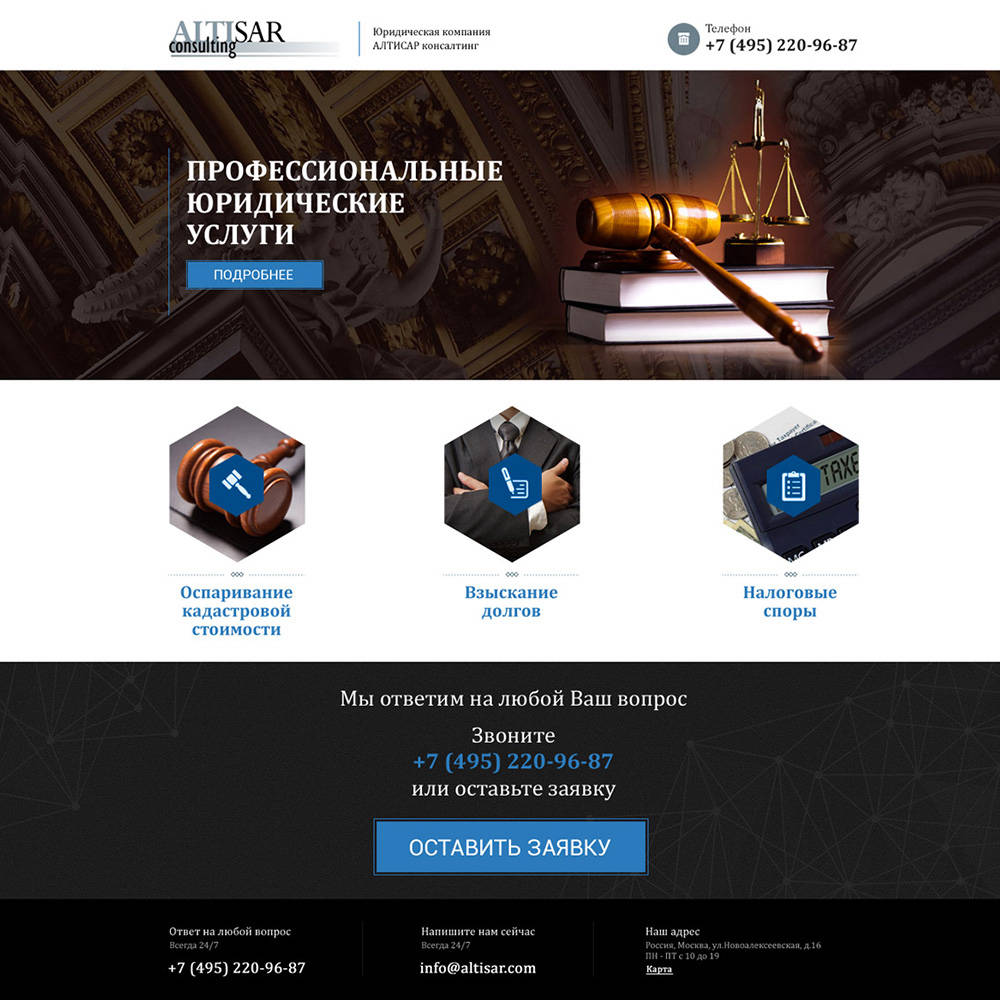 ALTISAR
consulting
Юридическая компания
АЛТИСАР консалтинг
Телефон
+7 (495) 220-96-87
ПРОФЕССИОНАЛЬНЫЕ
ЮРИДИЧЕСКИЕ
УСЛУГИ
ПОДРОБНЕЕ
Taxpayer
TAXE
Оспаривание
кадастровой
стоимости
Взыскание
долгов
Налоговые
споры
Мы ответим на любой Ваш вопрос
Звоните
+7 (495) 220-96-87
или оставьте заявку
ОСТАВИТЬ ЗАЯВКУ
Ответ на любой вопрос
Всегда 24/7
+7 (495) 220-96-87
Напишите нам сейчас
Всегда 24/7
info@altisar.com
Наш адрес
Россия, Москва, ул.Новоалексеевская, д.16
ПН - ПТ с 10 до 19
Карта